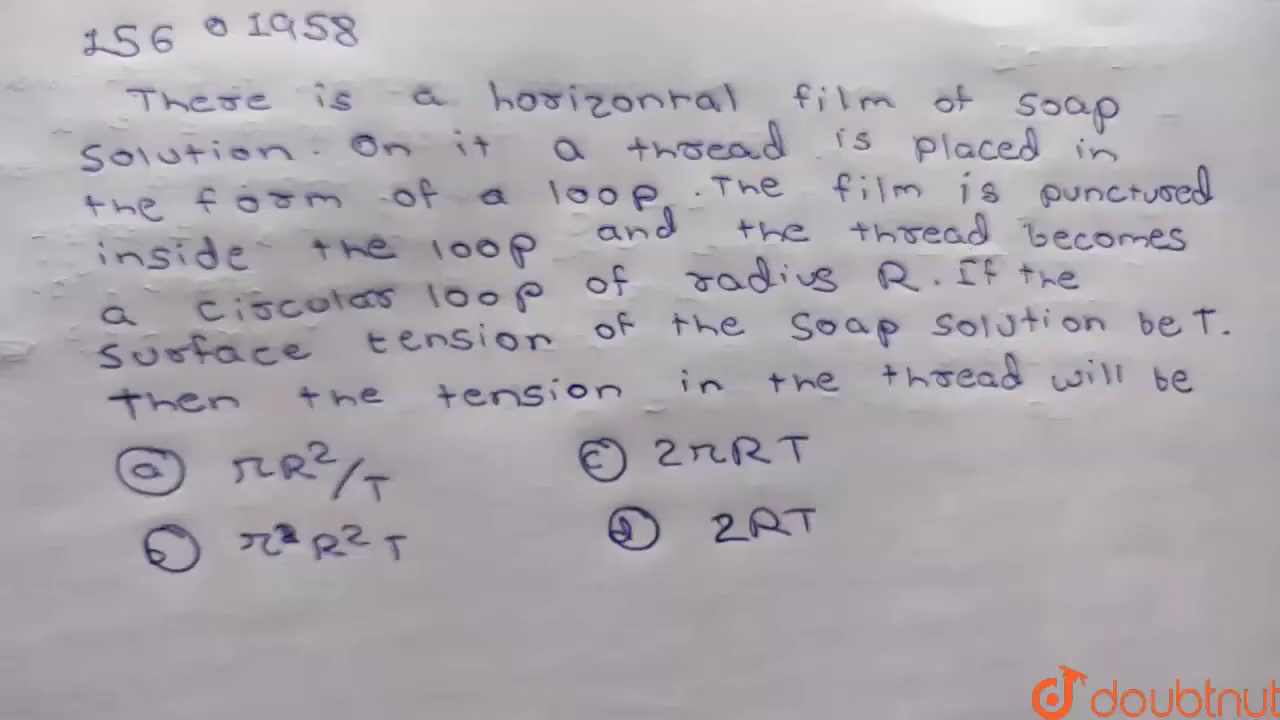 156 • 1958
There is a horizontal film of soap
solution. On it a thread is placed in
the form of a loop. The film is punctured
inside the loop and the thread becomes
a circular loop of radius R. If the
surface tension of the soap solution be T.
then the tension in the thread will be
(a) πR²/T (c) 2πRT
(b) π²R²T (d) 2RT
doubtnut